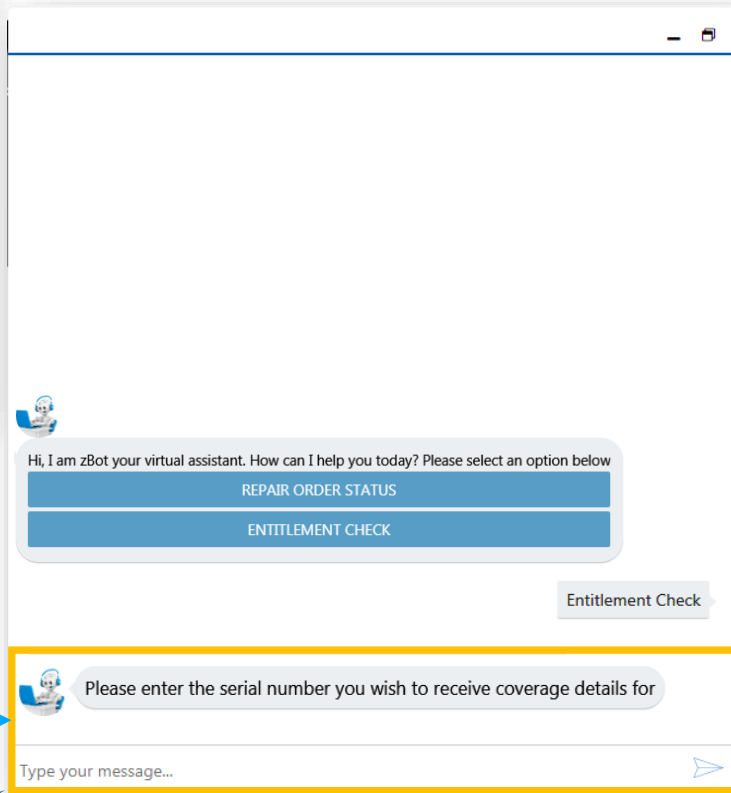 Hi, I am zBot your virtual assistant. How can I help you today? Please select an option below
REPAIR ORDER STATUS
ENTITLEMENT CHECK
Entitlement Check
Please enter the serial number you wish to receive coverage details for
Type your message...